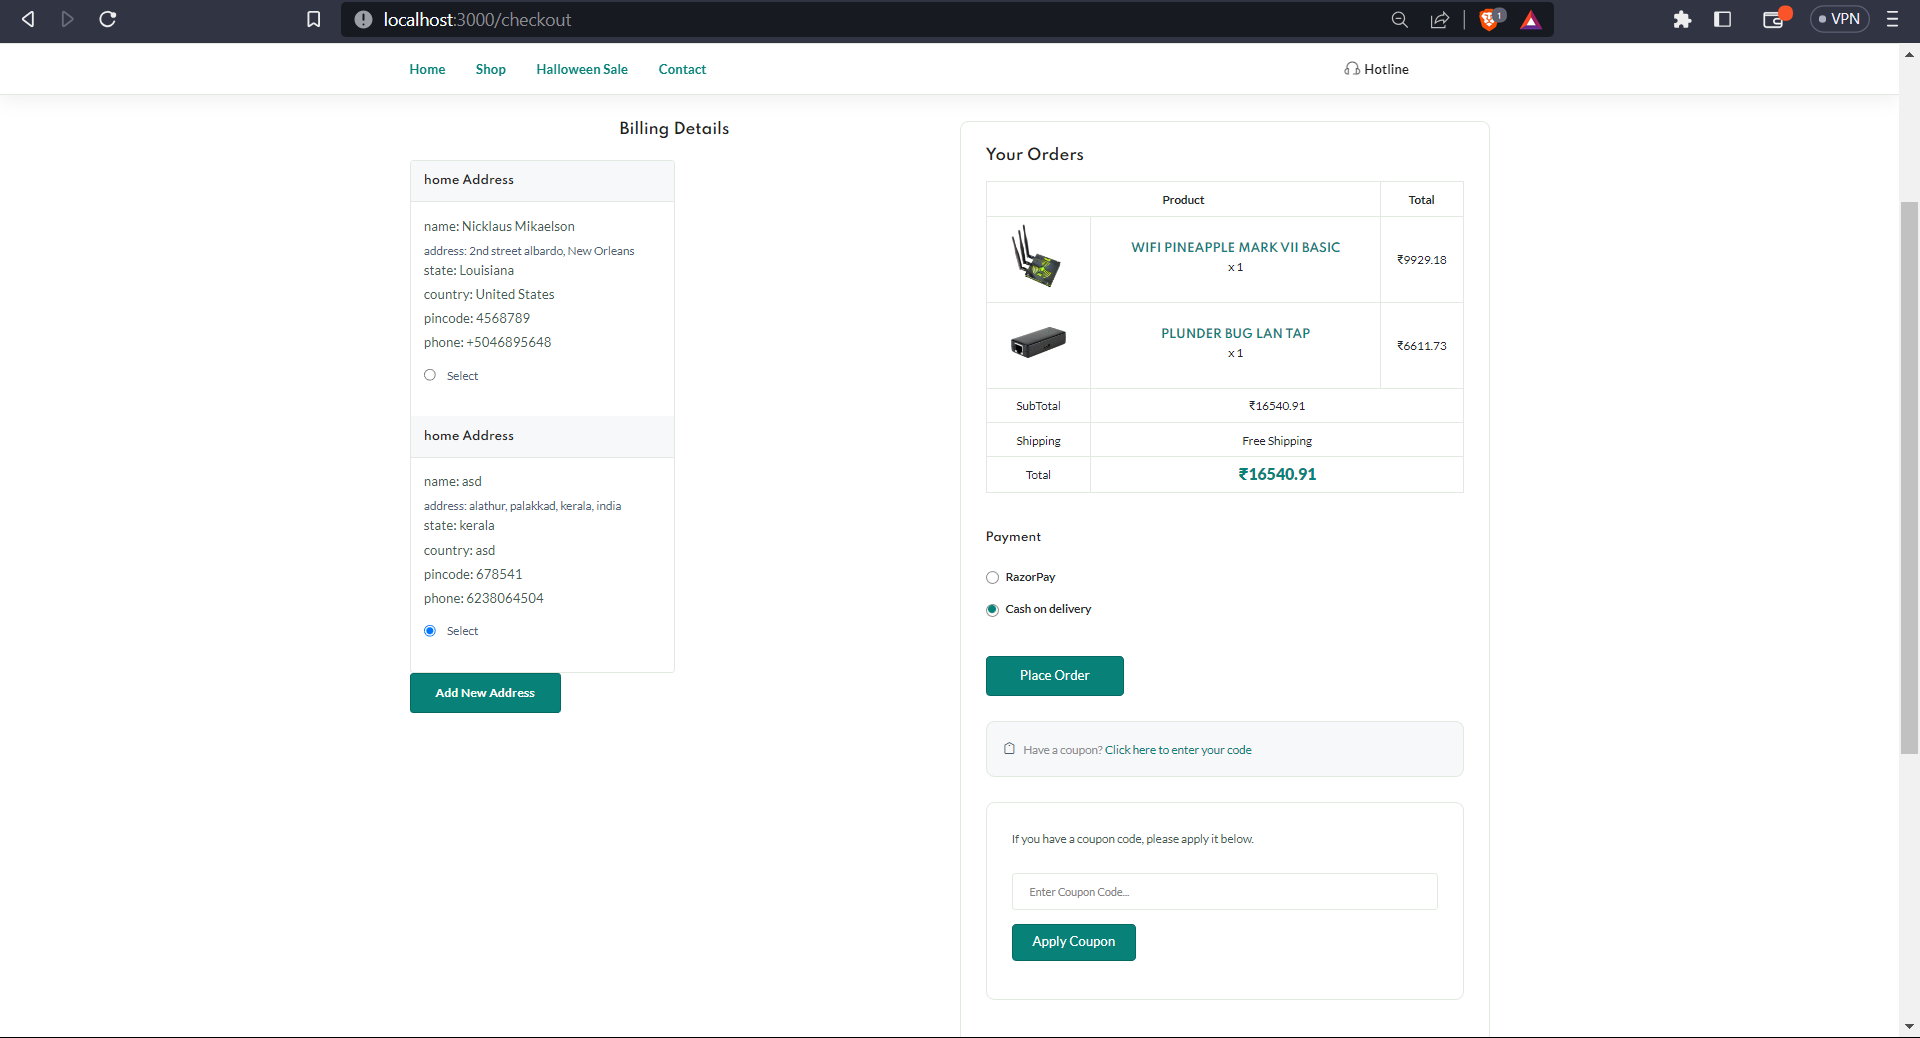 localhost:3000/checkout
1
VPN
Home Shop Halloween Sale Contact Hotline
Billing Details
home Address
name: Nicklaus Mikaelson
address: 2nd street albardo, New Orleans
state: Louisiana
country: United States
pincode: 4568789
phone: +5046895648
Select
home Address
name: asd
address: alathur, palakkad, kerala, india
state: kerala
country: asd
pincode: 678541
phone: 6238064504
Select
Add New Address
Your Orders
Product Total
WIFI PINEAPPLE MARK VII BASIC
x 1
₹9929.18
PLUNDER BUG LAN TAP
x 1
₹6611.73
SubTotal ₹16540.91
Shipping Free Shipping
Total ₹16540.91
Payment
RazorPay
Cash on delivery
Place Order
Have a coupon? Click here to enter your code
If you have a coupon code, please apply it below.
Enter Coupon Code...
Apply Coupon